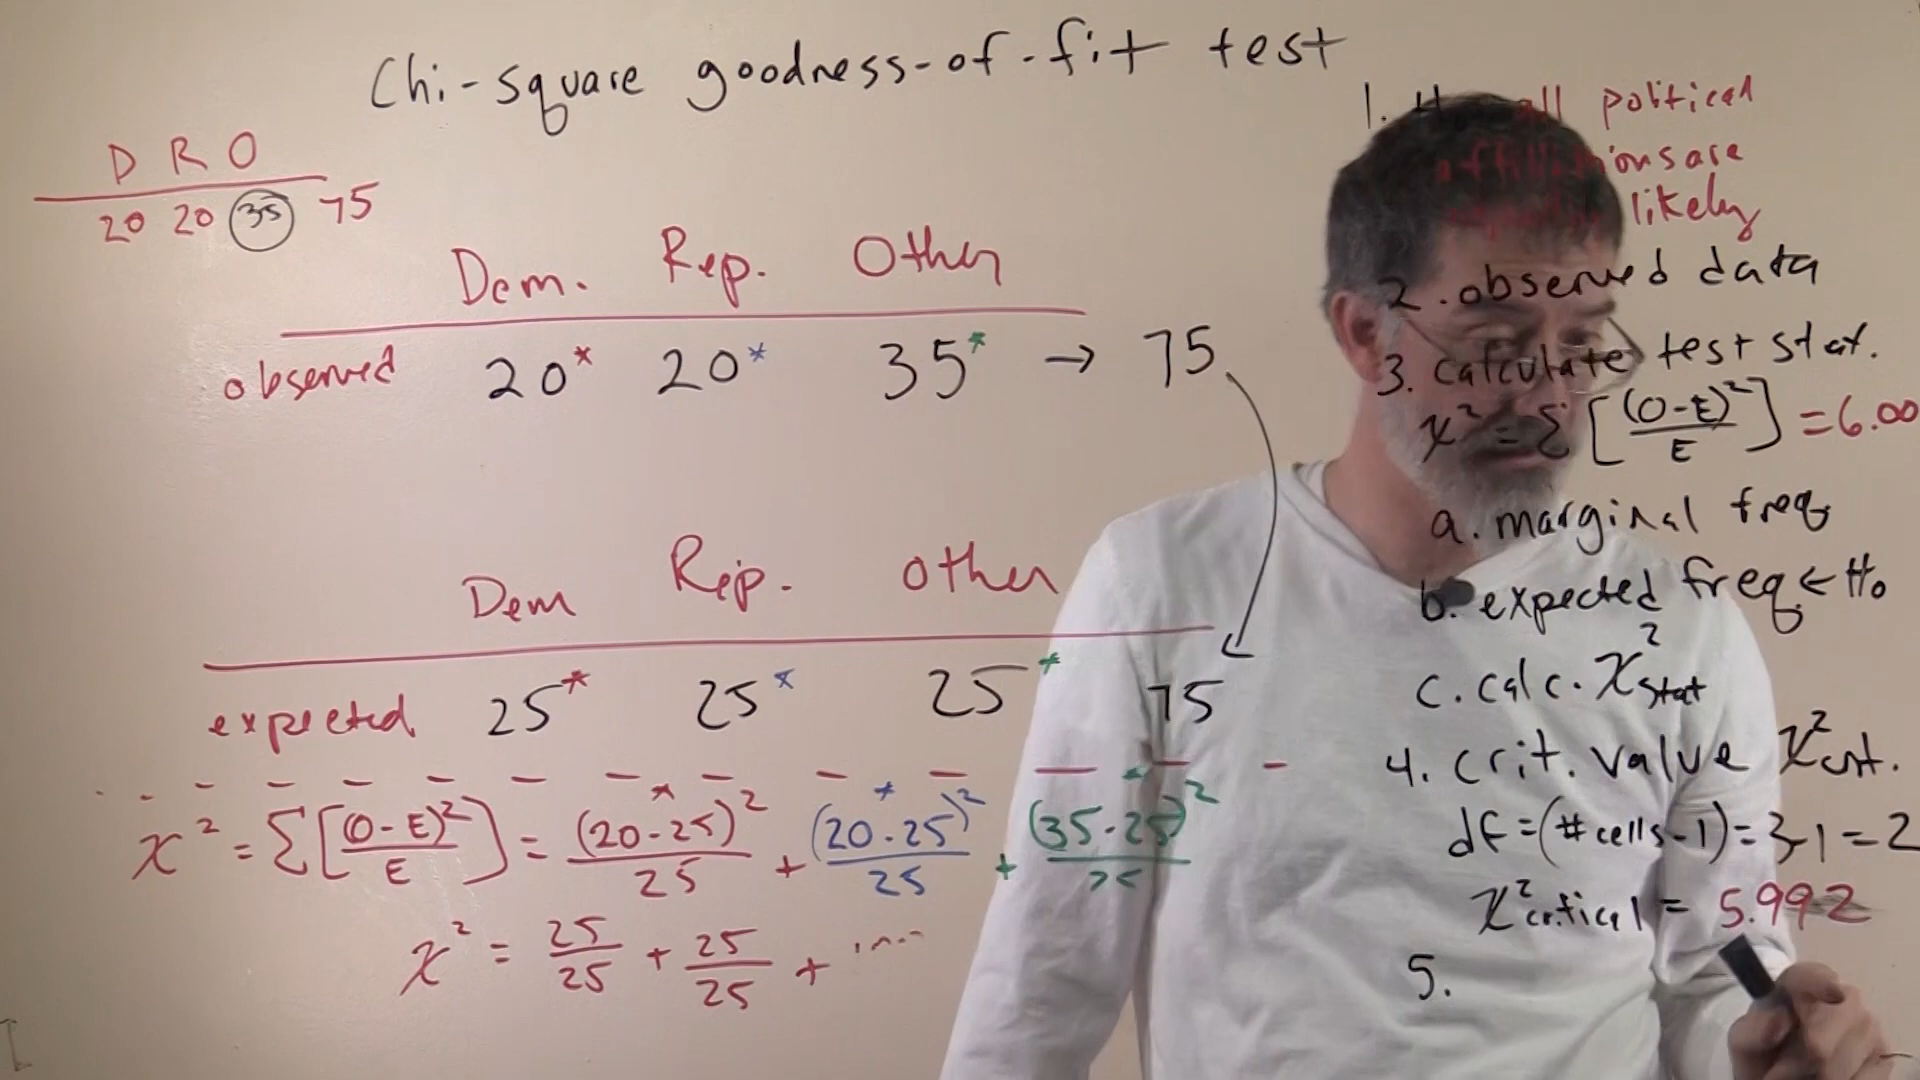 Chi-square goodness-of-fit test
D R O
20 20 35 75
Dem. Rep. Other
observed 20* 20* 35* → 75
Dem Rep. Other
expected 25* 25* 25* 75
χ² = Σ[(O-E)²/E] = (20-25)²/25 + (20-25)²/25 + (35-25)²/25
χ² = 25/25 + 25/25 + ....
1. all political
affiliations are
likely
2. observed data
3. calculate test stat.
χ² = Σ[(O-E)²/E] = 6.00
a. marginal freq
b. expected freq ← H₀
c. calc. χ²stat
4. crit. value χ²crit.
df = (# cells - 1) = 3-1 = 2
χ²critical = 5.992
5.